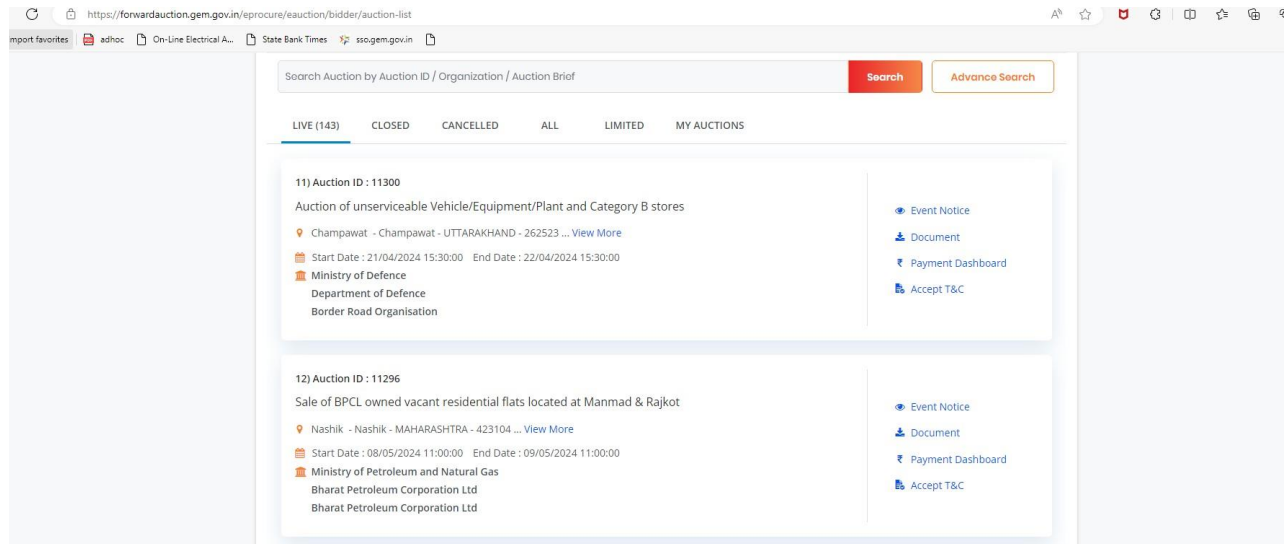 https://forwardauction.gem.gov.in/eprocure/eauction/bidder/auction-list
mport favorites adhoc On-Line Electrical A... State Bank Times sso.gem.gov.in
Search Auction by Auction ID / Organization / Auction Brief Search Advance Search
LIVE (143) CLOSED CANCELLED ALL LIMITED MY AUCTIONS
11) Auction ID : 11300
Auction of unserviceable Vehicle/Equipment/Plant and Category B stores
Champawat - Champawat - UTTARAKHAND - 262523 ... View More
Start Date : 21/04/2024 15:30:00 End Date : 22/04/2024 15:30:00
Ministry of Defence
Department of Defence
Border Road Organisation
Event Notice
Document
₹ Payment Dashboard
Accept T&C
12) Auction ID : 11296
Sale of BPCL owned vacant residential flats located at Manmad & Rajkot
Nashik - Nashik - MAHARASHTRA - 423104 ... View More
Start Date : 08/05/2024 11:00:00 End Date : 09/05/2024 11:00:00
Ministry of Petroleum and Natural Gas
Bharat Petroleum Corporation Ltd
Bharat Petroleum Corporation Ltd
Event Notice
Document
₹ Payment Dashboard
Accept T&C